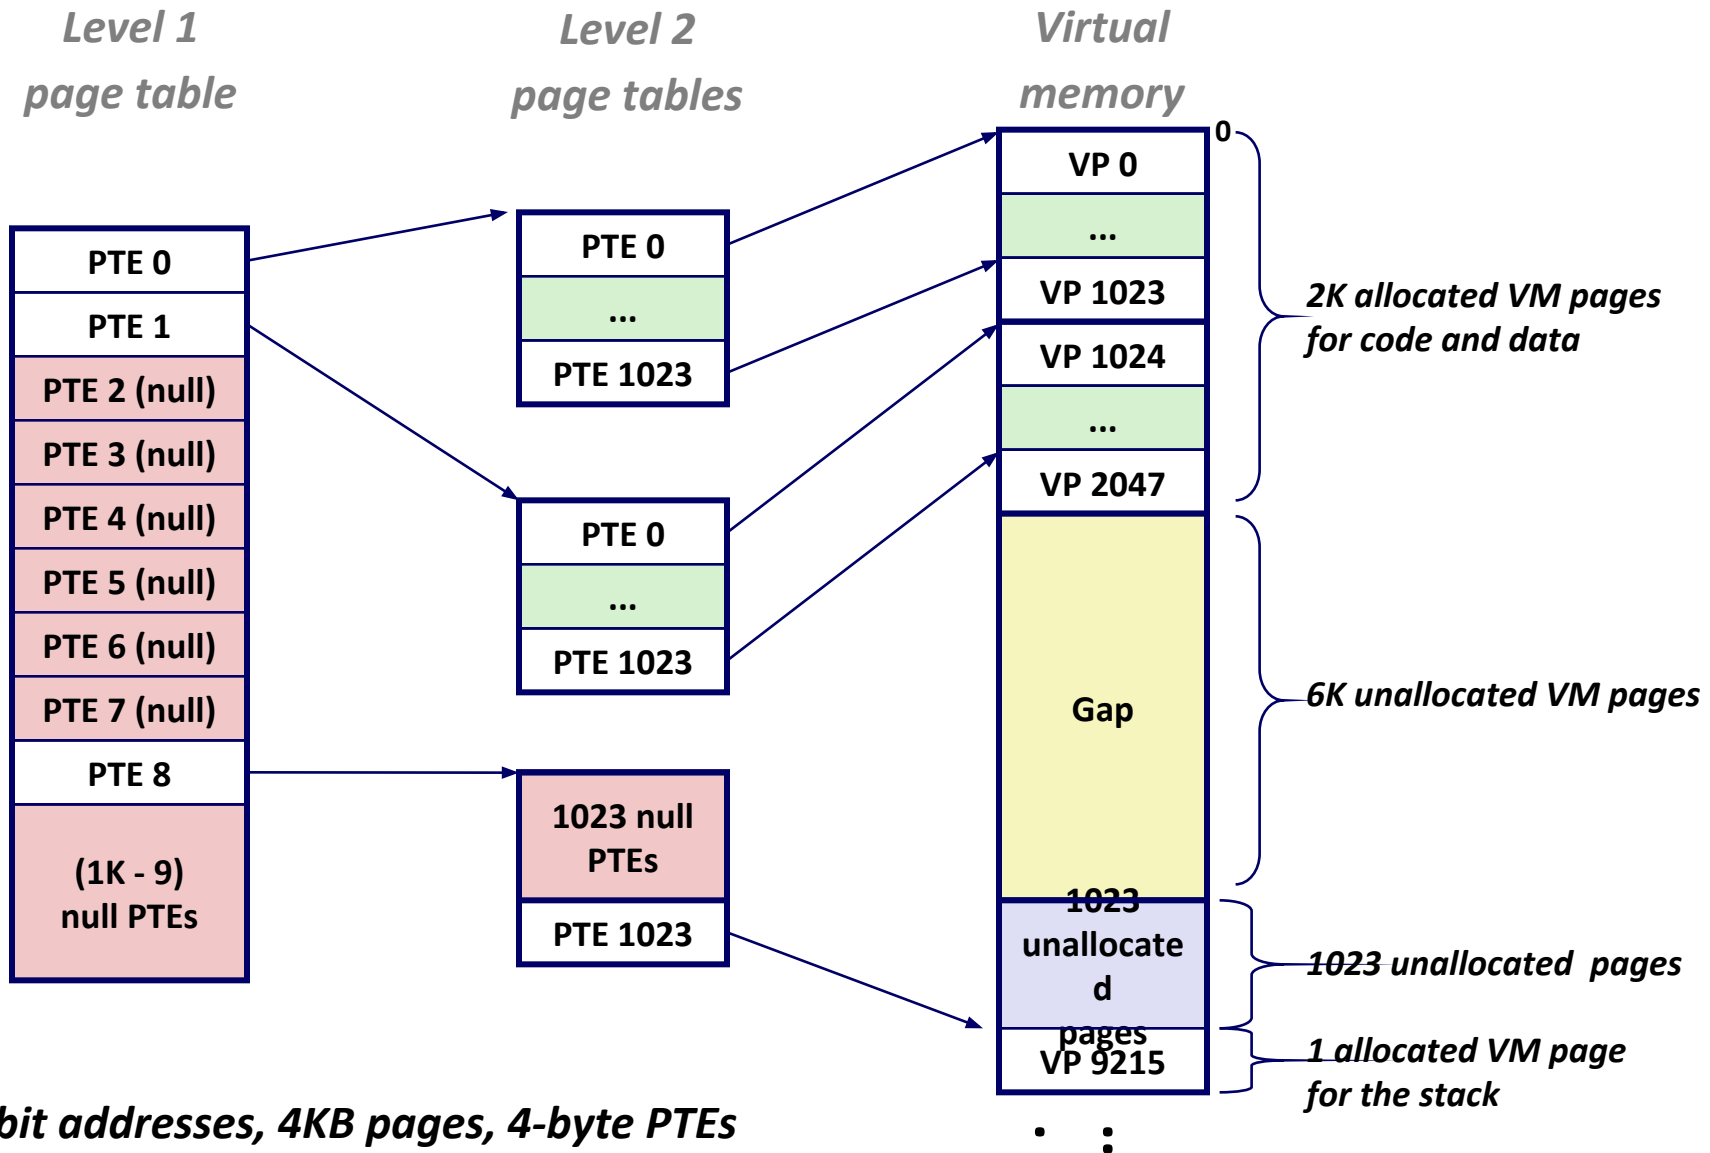 Level 1
page table
Level 2
page tables
Virtual
memory
PTE 0
PTE 1
PTE 2 (null)
PTE 3 (null)
PTE 4 (null)
PTE 5 (null)
PTE 6 (null)
PTE 7 (null)
PTE 8
(1K - 9)
null PTEs
PTE 0
...
PTE 1023
PTE 0
...
PTE 1023
1023 null
PTEs
PTE 1023
0
VP 0
...
VP 1023
VP 1024
...
VP 2047
Gap
1023
unallocate
d
pages
VP 9215
2K allocated VM pages
for code and data
6K unallocated VM pages
1023 unallocated pages
1 allocated VM page
for the stack
bit addresses, 4KB pages, 4-byte PTEs